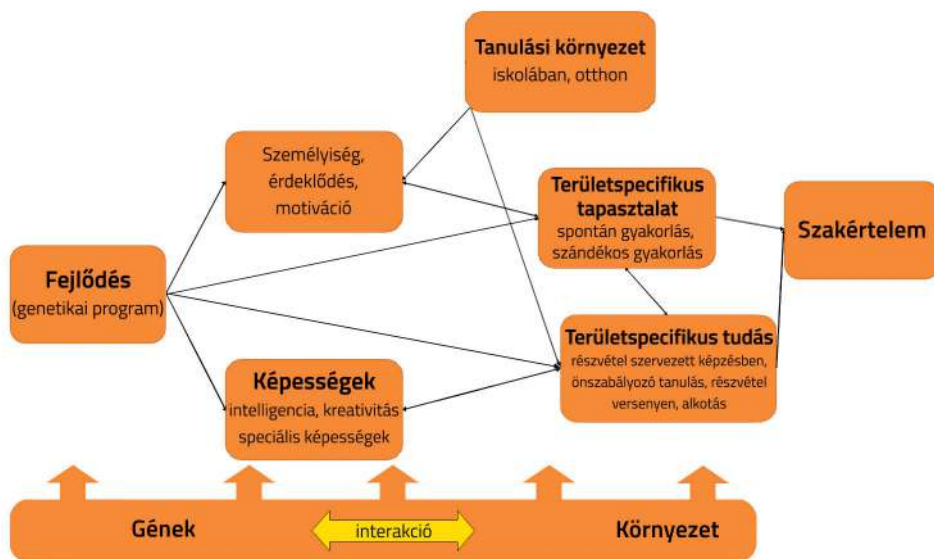 Tanulási környezet
iskolában, otthon
Személyiség,
érdeklődés,
motiváció
Területspecifikus
tapasztalat
spontán gyakorlás,
szándékos gyakorlás
Szakértelem
Fejlődés
(genetikai program)
Területspecifikus tudás
részvétel szervezett képzésben,
önszabályozó tanulás, részvétel
versenyen, alkotás
Képességek
intelligencia, kreativitás
speciális képességek
Gének
interakció
Környezet